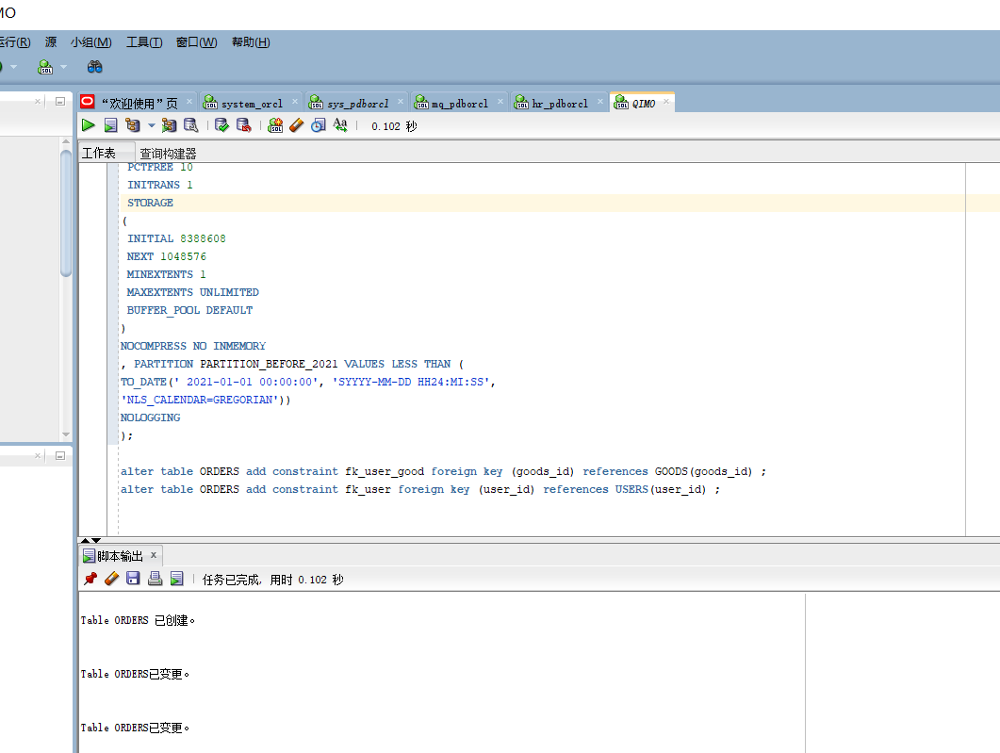 MO
运行(R) 源 小组(M) 工具(T) 窗口(W) 帮助(H)
“欢迎使用”页 system_orcl sys_pdborcl mq_pdborcl hr_pdborcl QIMO
0.102 秒
工作表 查询构建器
PCTFREE 10
INITRANS 1
STORAGE
(
INITIAL 8388608
NEXT 1048576
MINEXTENTS 1
MAXEXTENTS UNLIMITED
BUFFER_POOL DEFAULT
)
NOCOMPRESS NO INMEMORY
, PARTITION PARTITION_BEFORE_2021 VALUES LESS THAN (
TO_DATE(' 2021-01-01 00:00:00', 'SYYYY-MM-DD HH24:MI:SS',
'NLS_CALENDAR=GREGORIAN'))
NOLOGGING
);
alter table ORDERS add constraint fk_user_good foreign key (goods_id) references GOODS(goods_id) ;
alter table ORDERS add constraint fk_user foreign key (user_id) references USERS(user_id) ;
脚本输出
任务已完成, 用时 0.102 秒
Table ORDERS 已创建。
Table ORDERS已变更。
Table ORDERS已变更。